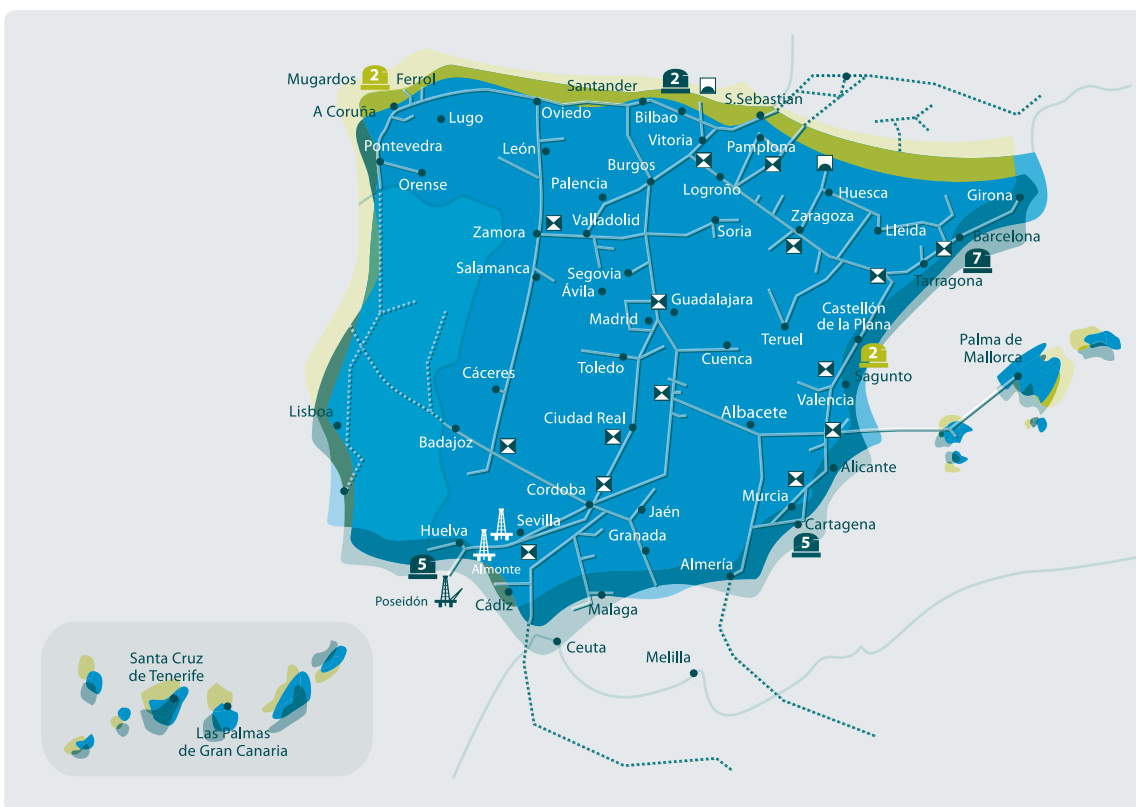 2
Mugardos
Ferrol
A Coruña
Lugo
Oviedo
Santander
2
Bilbao
S.Sebastian
Vitoria
Pamplona
Pontevedra
Orense
León
Palencia
Burgos
Logroño
Huesca
Girona
Zamora
Valladolid
Soria
Zaragoza
Lleida
Barcelona
7
Tarragona
Salamanca
Segovia
Ávila
Guadalajara
Madrid
Castellón
de la Plana
Teruel
Cuenca
Toledo
2
Sagunto
Palma de
Mallorca
Cáceres
Valencia
Lisboa
Badajoz
Ciudad Real
Albacete
Alicante
Cordoba
Murcia
Cartagena
5
Jaén
Sevilla
Huelva
Granada
5
Almonte
Almería
Poseidón
Cádiz
Malaga
Ceuta
Melilla
Santa Cruz
de Tenerife
Las Palmas
de Gran Canaria